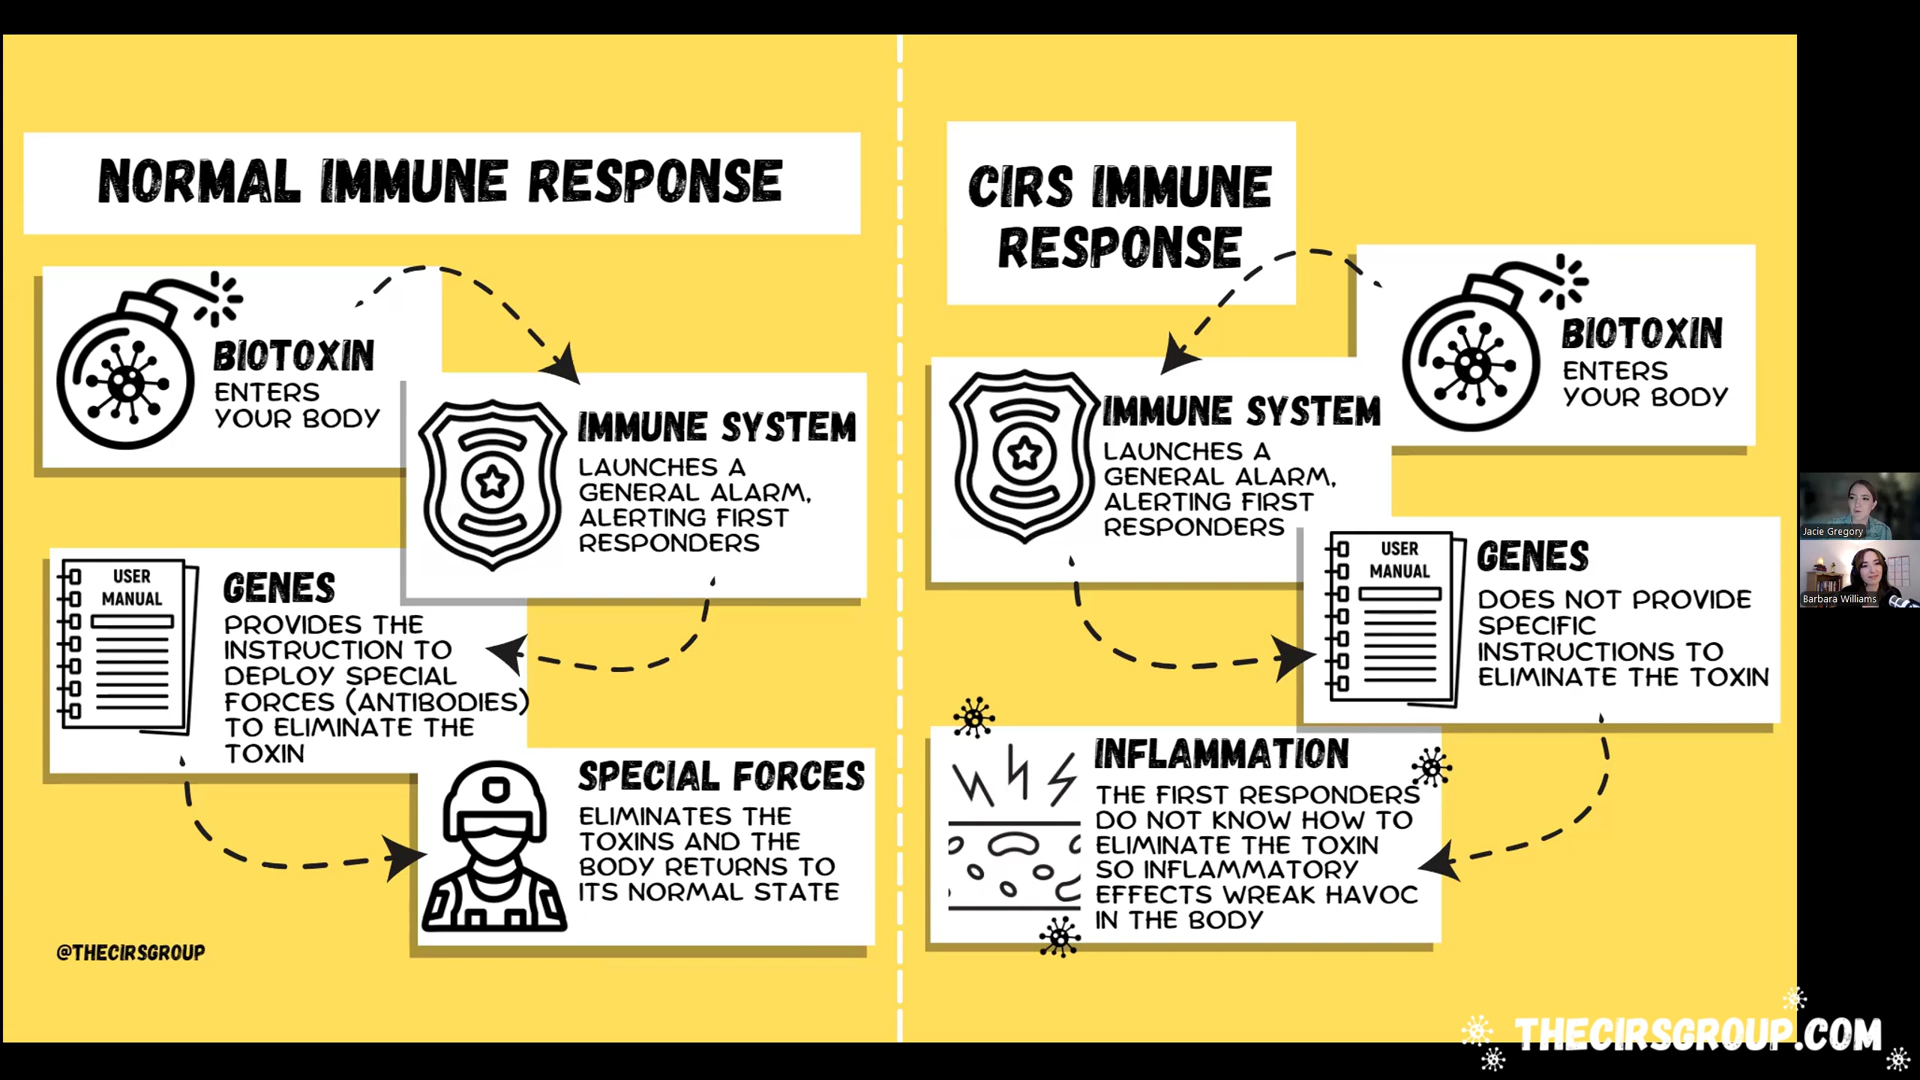 NORMAL IMMUNE RESPONSE
BIOTOXIN
ENTERS
YOUR BODY
IMMUNE SYSTEM
LAUNCHES A
GENERAL ALARM,
ALERTING FIRST
RESPONDERS
USER
MANUAL
GENES
PROVIDES THE
INSTRUCTION TO
DEPLOY SPECIAL
FORCES (ANTIBODIES)
TO ELIMINATE THE
TOXIN
SPECIAL FORCES
ELIMINATES THE
TOXINS AND THE
BODY RETURNS TO
ITS NORMAL STATE
@THECIRSGROUP
CIRS IMMUNE
RESPONSE
BIOTOXIN
ENTERS
YOUR BODY
IMMUNE SYSTEM
LAUNCHES A
GENERAL ALARM,
ALERTING FIRST
RESPONDERS
USER
MANUAL
GENES
DOES NOT PROVIDE
SPECIFIC
INSTRUCTIONS TO
ELIMINATE THE TOXIN
INFLAMMATION
THE FIRST RESPONDERS
DO NOT KNOW HOW TO
ELIMINATE THE TOXIN
SO INFLAMMATORY
EFFECTS WREAK HAVOC
IN THE BODY
Jacie Gregory
Barbara Williams
THECIRSGROUP.COM